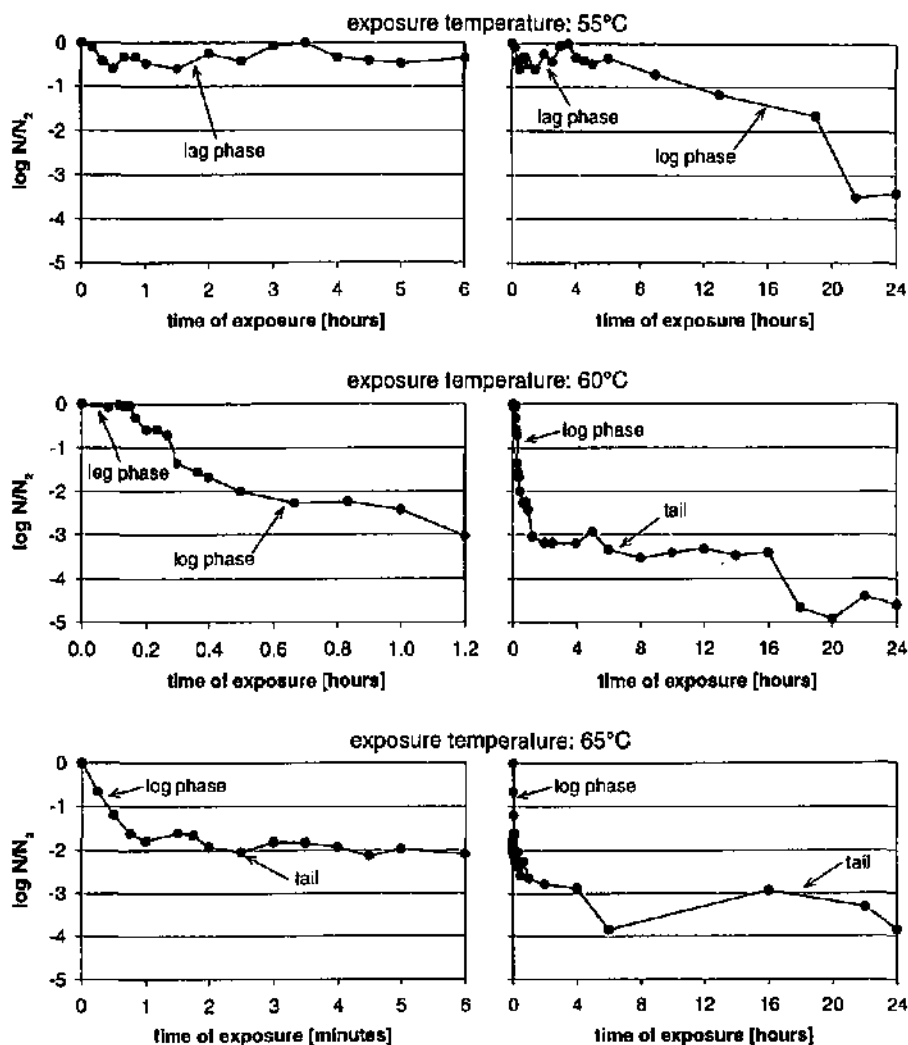 exposure temperature: 55°C
0
-1
-2
-3
-4
-5
log N/N₂
lag phase
0 1 2 3 4 5 6
time of exposure [hours]
lag phase
log phase
0 4 8 12 16 20 24
time of exposure [hours]
exposure temperature: 60°C
0
-1
-2
-3
-4
-5
log N/N₂
lag phase
log phase
0.0 0.2 0.4 0.6 0.8 1.0 1.2
time of exposure [hours]
log phase
tail
0 4 8 12 16 20 24
time of exposure [hours]
exposure temperature: 65°C
0
-1
-2
-3
-4
-5
log N/N₂
log phase
tail
0 1 2 3 4 5 6
time of exposure [minutes]
log phase
tail
0 4 8 12 16 20 24
time of exposure [hours]